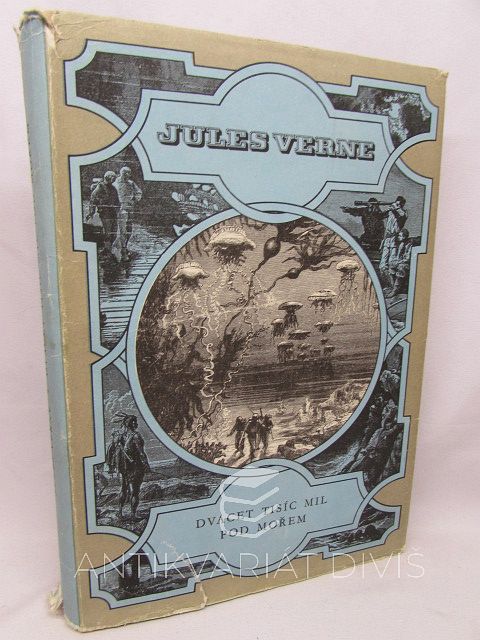 JULES VERNE
DVACET TISÍC MIL
POD MOŘEM
ANTIKVARIÁT DIVIŠ